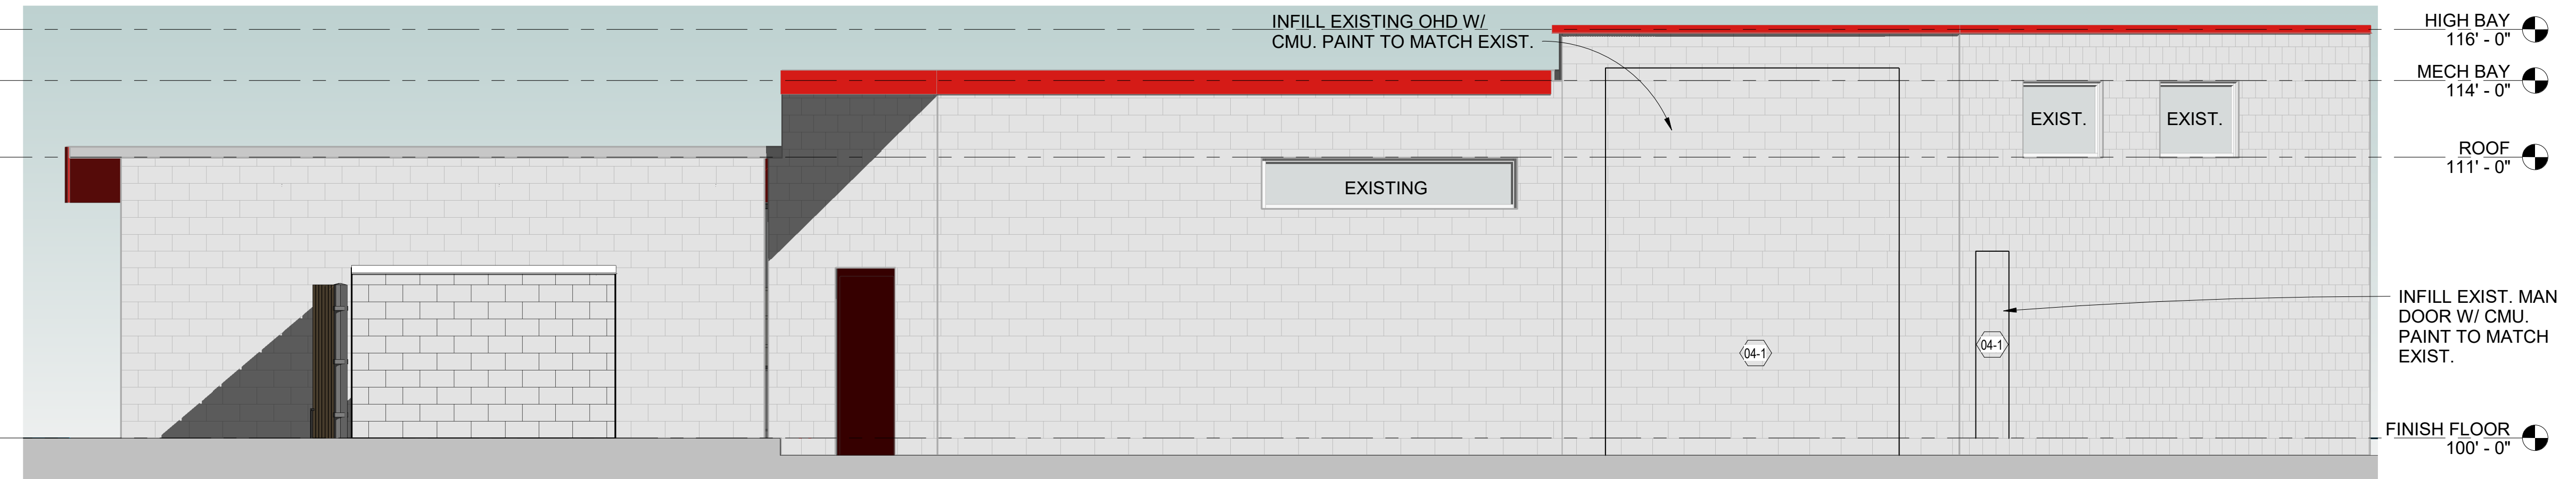 INFILL EXISTING OHD W/
CMU. PAINT TO MATCH EXIST.
HIGH BAY
116' - 0"
MECH BAY
114' - 0"
EXIST.
EXIST.
ROOF
111' - 0"
EXISTING
INFILL EXIST. MAN
DOOR W/ CMU.
PAINT TO MATCH
EXIST.
04-1
04-1
FINISH FLOOR
100' - 0"